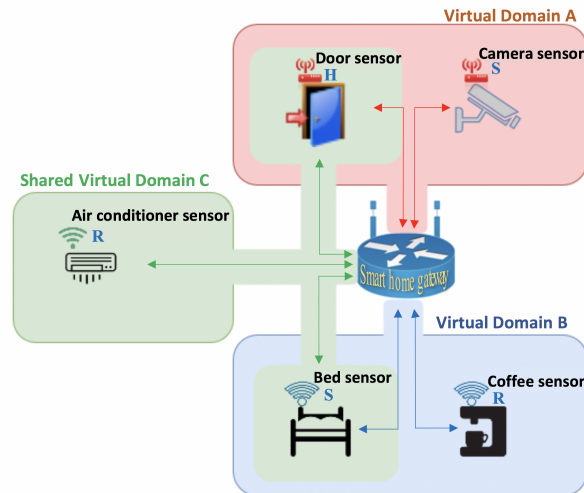 Virtual Domain A
Door sensor
H
Camera sensor
S
Shared Virtual Domain C
Air conditioner sensor
R
Smart home gateway
Virtual Domain B
Bed sensor
S
Coffee sensor
R